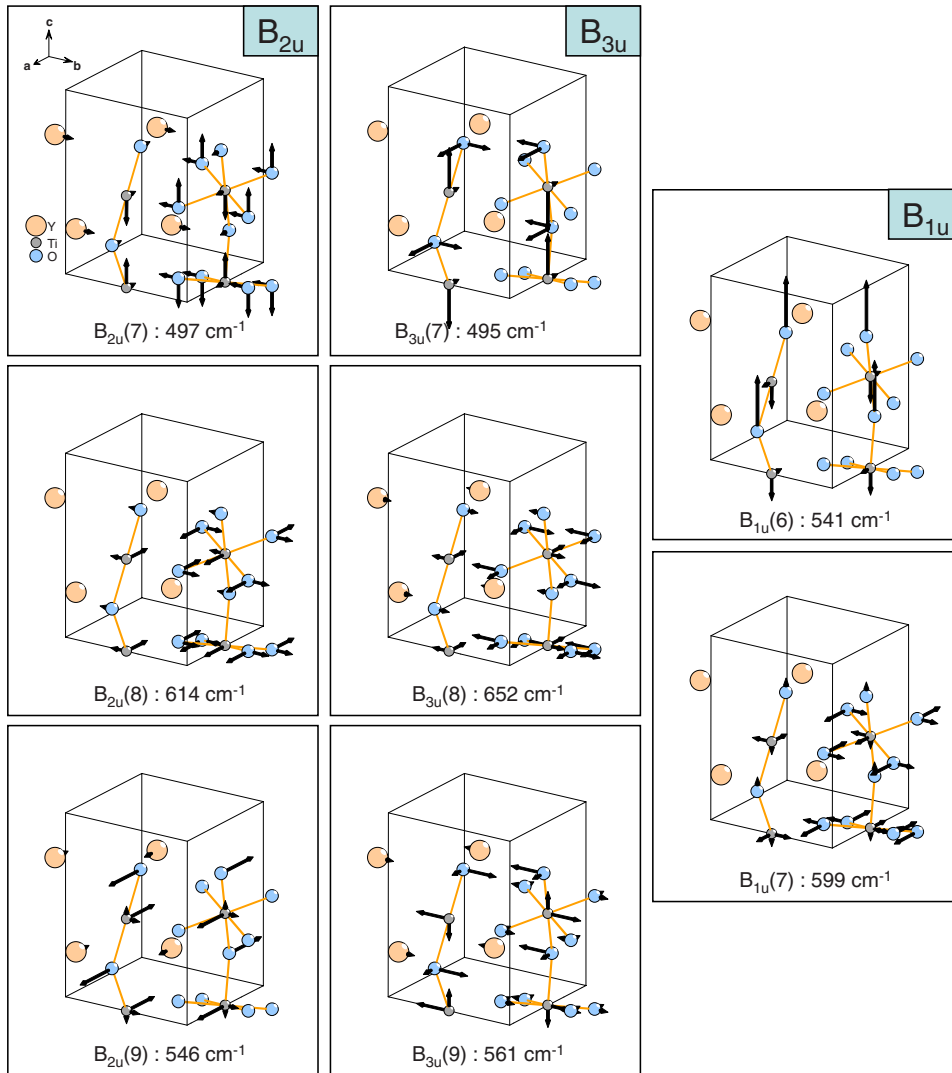 B2u
B3u
c
a
b
Y
Ti
O
B2u(7) : 497 cm-1
B3u(7) : 495 cm-1
B1u
B1u(6) : 541 cm-1
B2u(8) : 614 cm-1
B3u(8) : 652 cm-1
B1u(7) : 599 cm-1
B2u(9) : 546 cm-1
B3u(9) : 561 cm-1